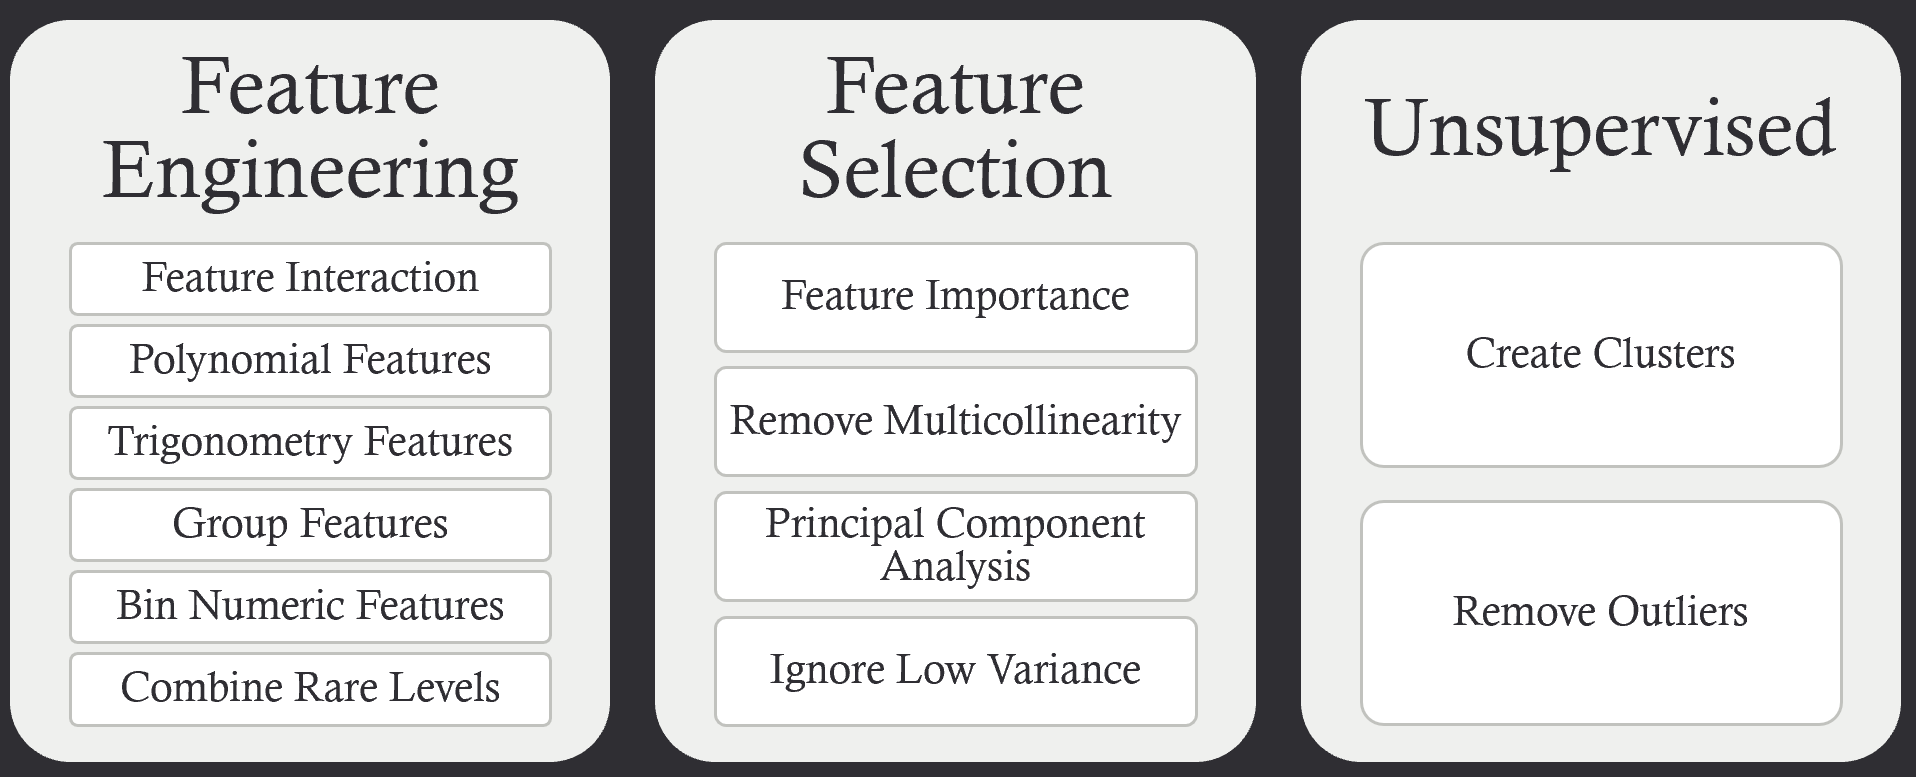 Feature
Engineering
Feature Interaction
Polynomial Features
Trigonometry Features
Group Features
Bin Numeric Features
Combine Rare Levels
Feature
Selection
Feature Importance
Remove Multicollinearity
Principal Component
Analysis
Ignore Low Variance
Unsupervised
Create Clusters
Remove Outliers